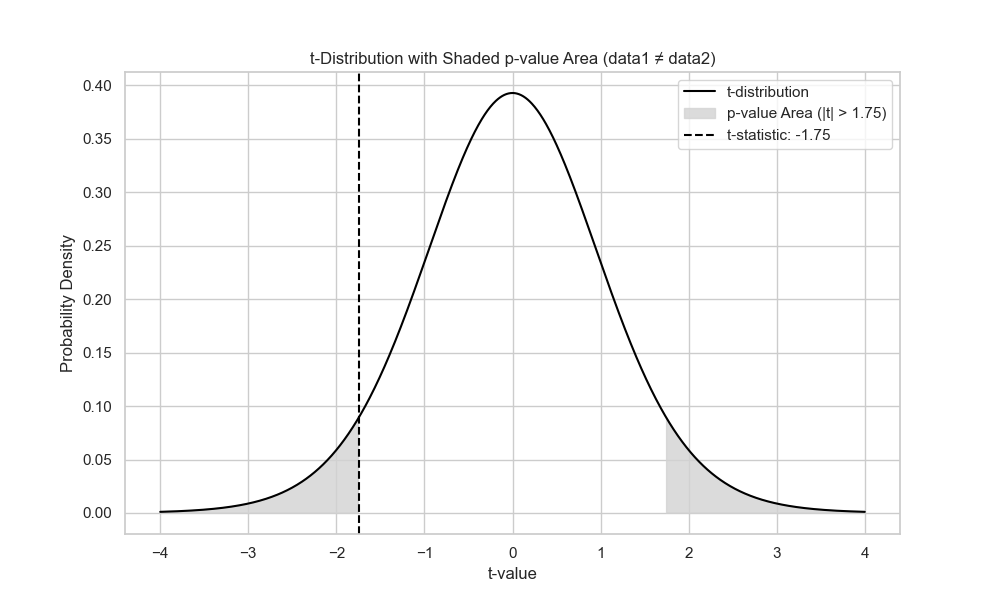 t-Distribution with Shaded p-value Area (data1 ≠ data2)
t-distribution
p-value Area (|t| > 1.75)
t-statistic: -1.75
Probability Density
0.40
0.35
0.30
0.25
0.20
0.15
0.10
0.05
0.00
−4 −3 −2 −1 0 1 2 3 4
t-value